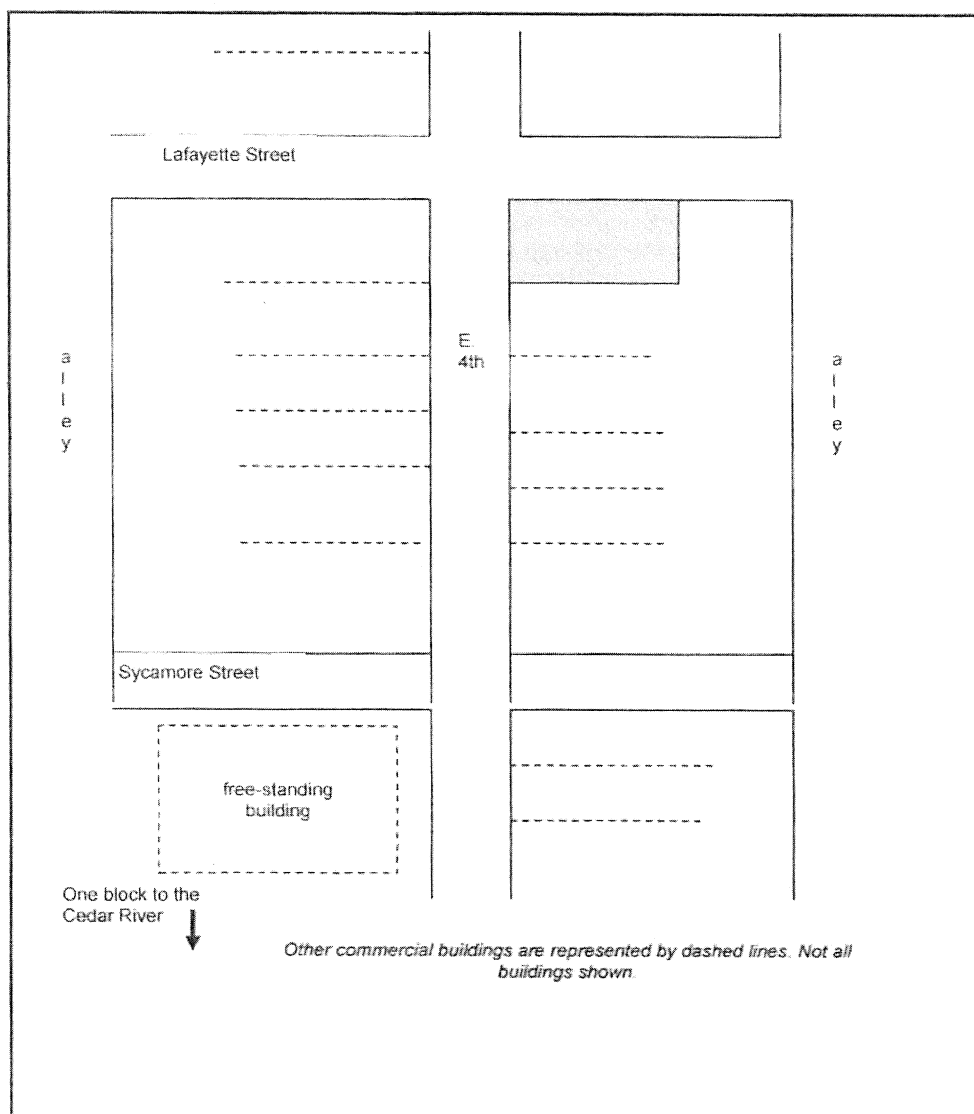 Lafayette Street
E.
4th
a
l
l
e
y
a
l
l
e
y
Sycamore Street
free-standing
building
One block to the
Cedar River
Other commercial buildings are represented by dashed lines. Not all
buildings shown.